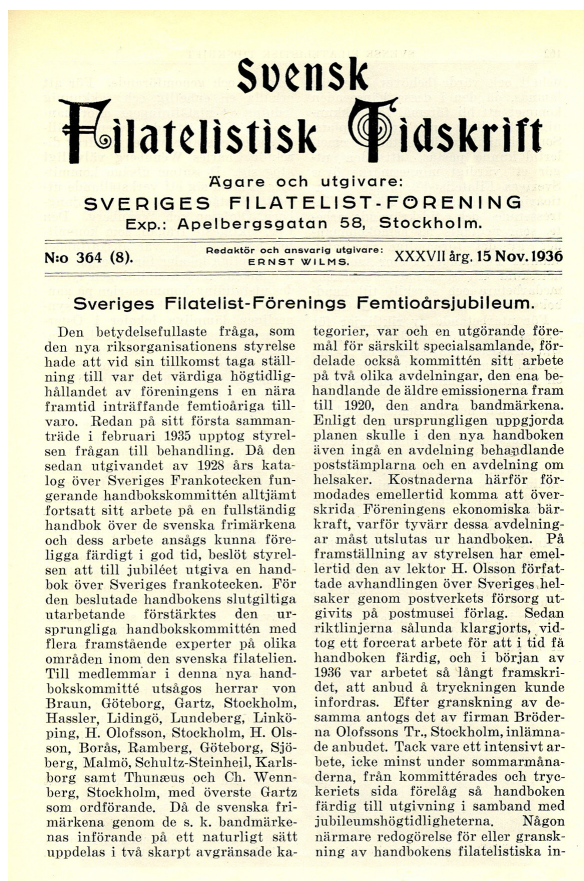 Svensk
Filatelistisk Tidskrift
Ägare och utgivare:
SVERIGES FILATELIST-FÖRENING
Exp.: Apelbergsgatan 58, Stockholm.
N:o 364 (8).
Redaktör och ansvarig utgivare:
ERNST WILMS.
XXXVII årg. 15 Nov. 1936
Sveriges Filatelist-Förenings Femtioårsjubileum.
Den betydelsefullaste fråga, som
den nya riksorganisationens styrelse
hade att vid sin tillkomst taga ställ-
ning till var det värdiga högtidlig-
hållandet av föreningens i en nära
framtid inträffande femtioåriga till-
varo. Redan på sitt första samman-
träde i februari 1935 upptog styrel-
sen frågan till behandling. Då den
sedan utgivandet av 1928 års kata-
log över Sveriges Frankotecken fun-
gerande handbokskommittén alltjämt
fortsatt sitt arbete på en fullständig
handbok över de svenska frimärkena
och dess arbete ansågs kunna före-
ligga färdigt i god tid, beslöt styrel-
sen att till jubiléet utgiva en hand-
bok över Sveriges frankotecken. För
den beslutade handbokens slutgiltiga
utarbetande förstärktes den ur-
sprungliga handbokskommittén med
flera framstående experter på olika
områden inom den svenska filatelien.
Till medlemmar i denna nya hand-
bokskommitté utsågos herrar von
Braun, Göteborg, Gartz, Stockholm,
Hassler, Lidingö, Lundeberg, Linkö-
ping, H. Olofsson, Stockholm, H. Ols-
son, Borås, Ramberg, Göteborg, Sjö-
berg, Malmö, Schultz-Steinheil, Karls-
borg samt Thunæus och Ch. Wenn-
berg, Stockholm, med överste Gartz
som ordförande. Då de svenska fri-
märkena genom de s. k. bandmärke-
nas införande på ett naturligt sätt
uppdelas i två skarpt avgränsade ka-
tegorier, var och en utgörande före-
mål för särskilt specialsamlande, för-
delade också kommittén sitt arbete
på två olika avdelningar, den ena be-
handlande de äldre emissionerna fram
till 1920, den andra bandmärkena.
Enligt den ursprungligen uppgjorda
planen skulle i den nya handboken
även ingå en avdelning behandlande
poststämplarna och en avdelning om
helsaker. Kostnaderna härför för-
modades emellertid komma att över-
skrida Föreningens ekonomiska bär-
kraft, varför tyvärr dessa avdelning-
ar måst utslutas ur handboken. På
framställning av styrelsen har emel-
lertid den av lektor H. Olsson förfat-
tade avhandlingen över Sveriges hel-
saker genom postverkets försorg ut-
givits på postmusei förlag. Sedan
riktlinjerna sålunda klargjorts, vid-
tog ett forcerat arbete för att i tid få
handboken färdig, och i början av
1936 var arbetet så långt framskri-
det, att anbud å tryckningen kunde
infordras. Efter granskning av de-
samma antogs det av firman Bröder-
na Olofssons Tr., Stockholm, inlämna-
de anbudet. Tack vare ett intensivt ar-
bete, icke minst under sommarmåna-
derna, från kommittérades och tryc-
keriets sida förelåg så handboken
färdig till utgivning i samband med
jubileumshögtidligheterna. Någon
närmare redogörelse för eller gransk-
ning av handbokens filatelistiska in-